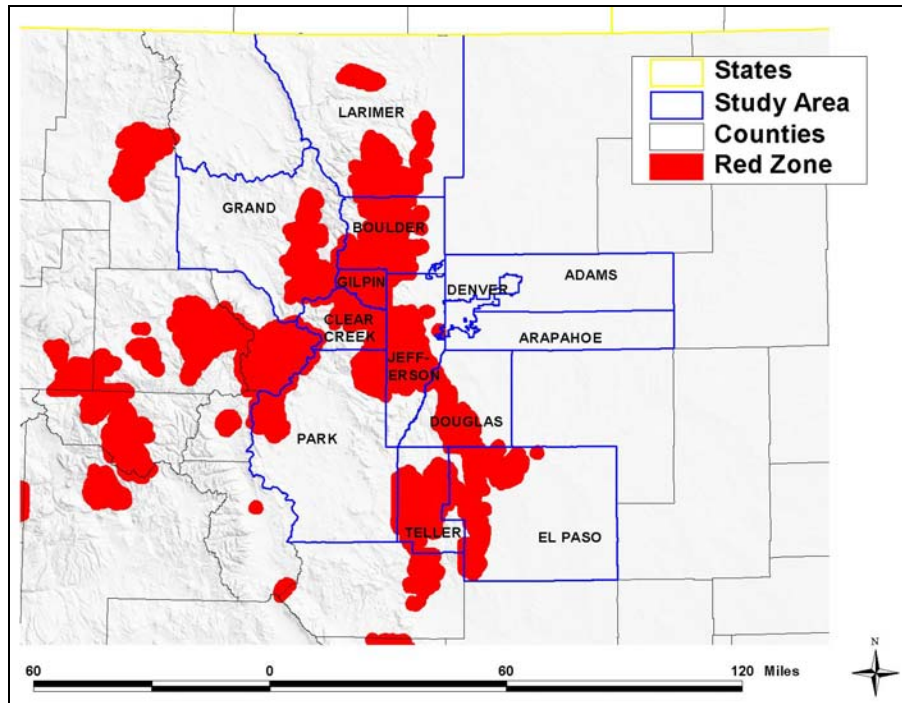 States
Study Area
Counties
Red Zone
LARIMER
GRAND
BOULDER
GILPIN
DENVER
ADAMS
CLEAR
CREEK
ARAPAHOE
JEFF-
ERSON
DOUGLAS
PARK
TELLER
EL PASO
N
60
0
60
120 Miles